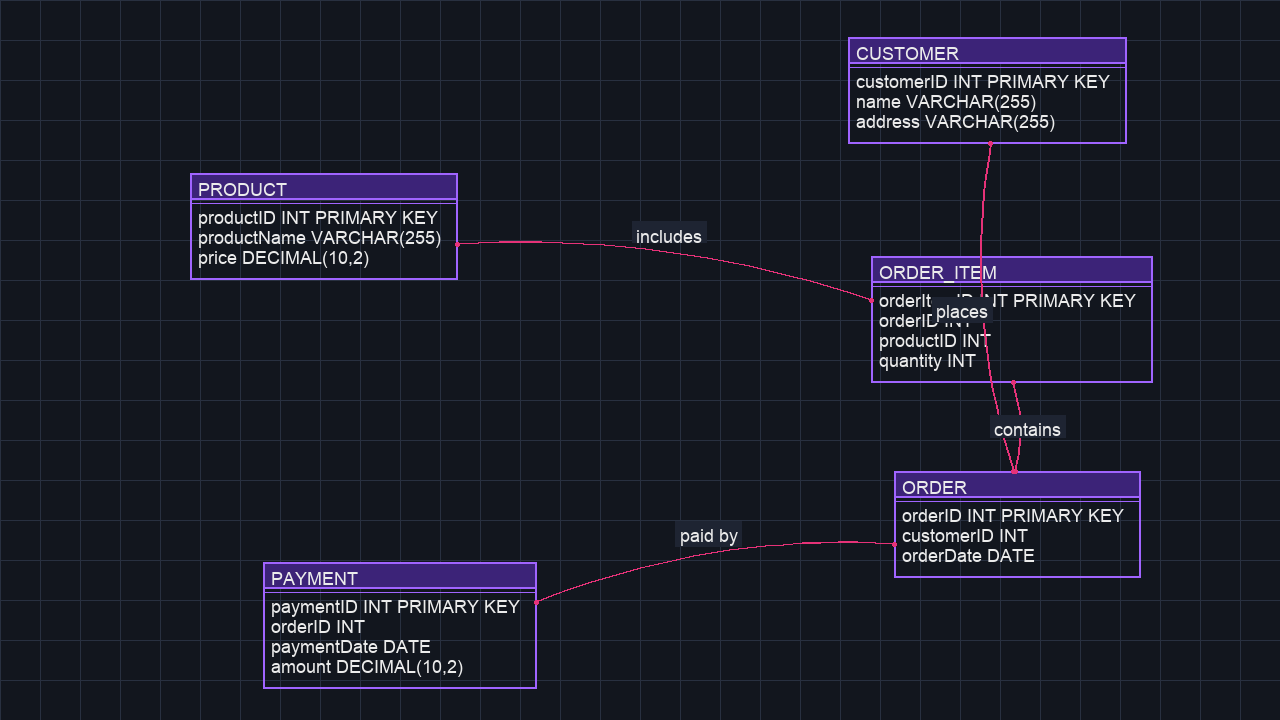 CUSTOMER
customerID INT PRIMARY KEY
name VARCHAR(255)
address VARCHAR(255)
PRODUCT
productID INT PRIMARY KEY
productName VARCHAR(255)
price DECIMAL(10,2)
includes
ORDER_ITEM
INT PRIMARY KEY
places
orderID INT
productID INT
quantity INT
contains
ORDER
orderID INT PRIMARY KEY
customerID INT
orderDate DATE
paid by
PAYMENT
paymentID INT PRIMARY KEY
orderID INT
paymentDate DATE
amount DECIMAL(10,2)